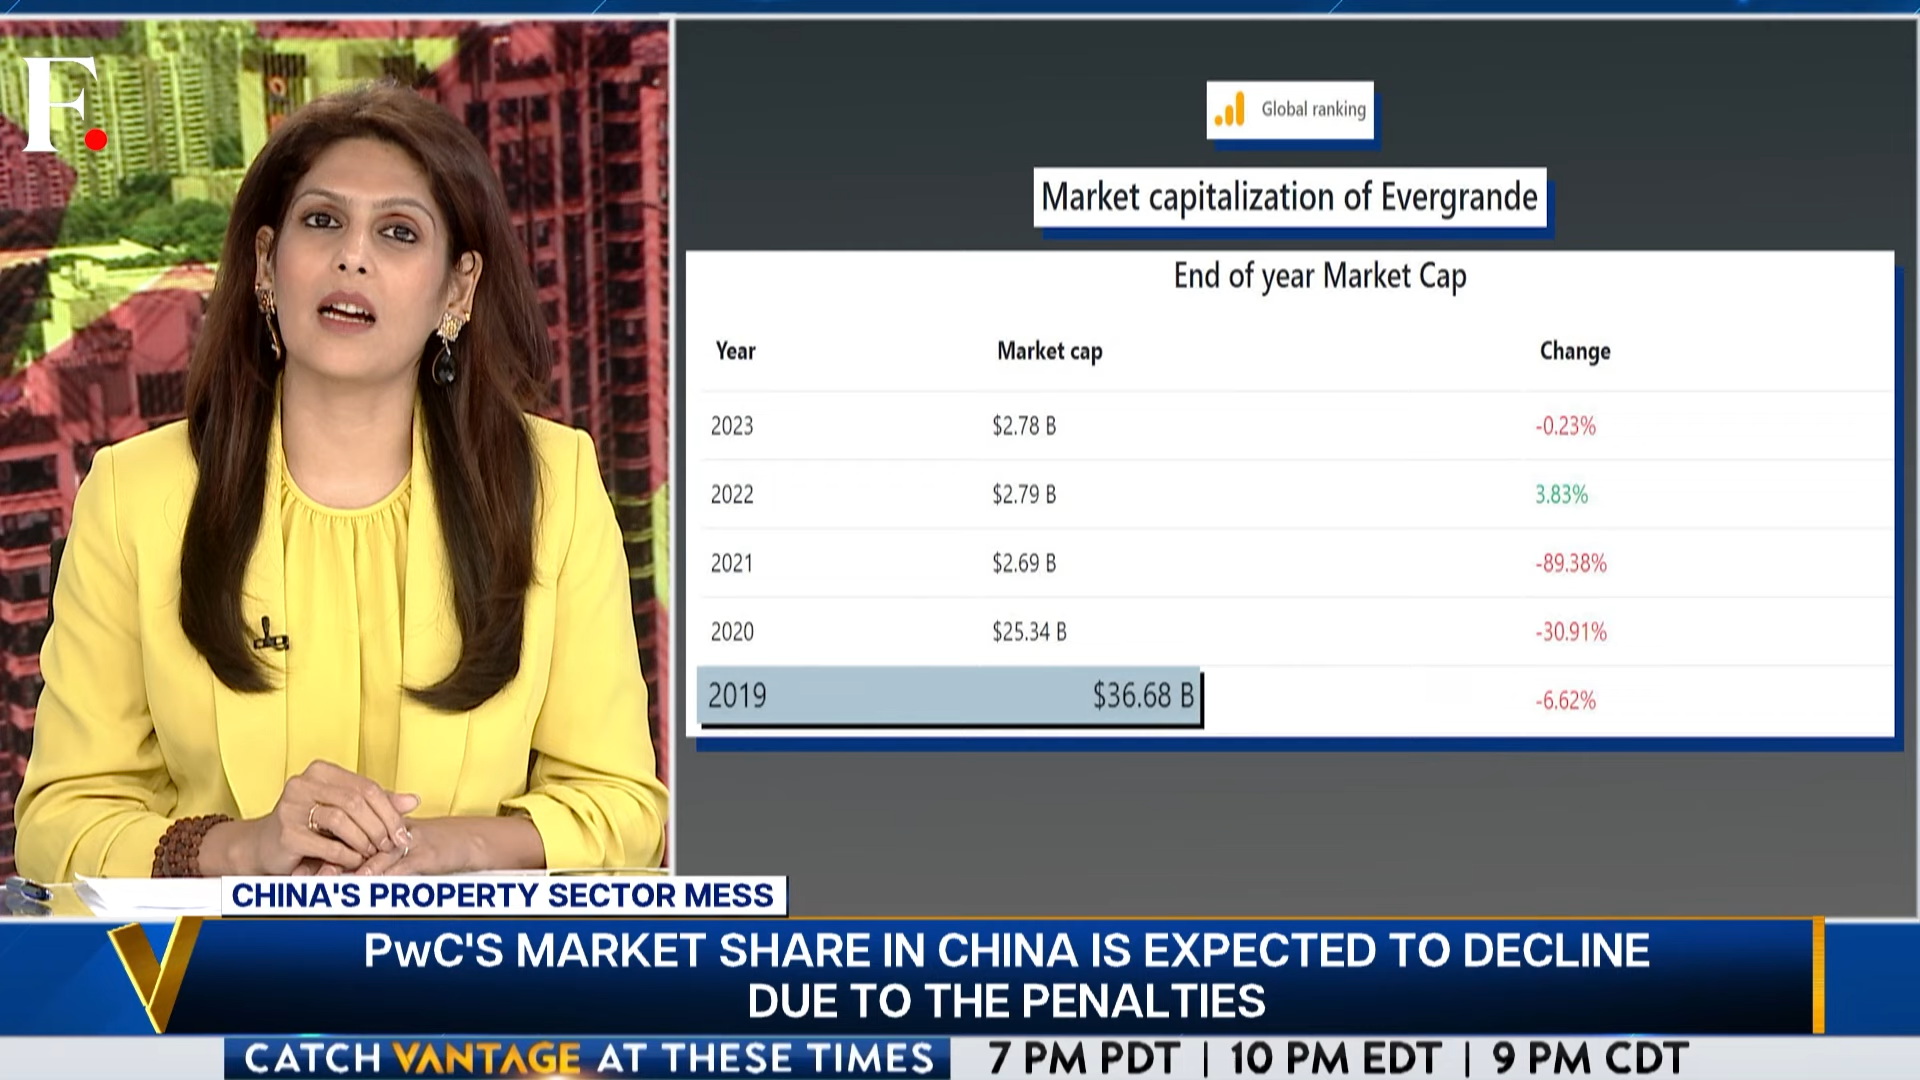 F.
Global ranking
Market capitalization of Evergrande
End of year Market Cap
Year Market cap Change
2023 $2.78 B -0.23%
2022 $2.79 B 3.83%
2021 $2.69 B -89.38%
2020 $25.34 B -30.91%
2019 $36.68 B -6.62%
CHINA'S PROPERTY SECTOR MESS
V
PwC'S MARKET SHARE IN CHINA IS EXPECTED TO DECLINE
DUE TO THE PENALTIES
CATCH VANTAGE AT THESE TIMES 7 PM PDT | 10 PM EDT | 9 PM CDT